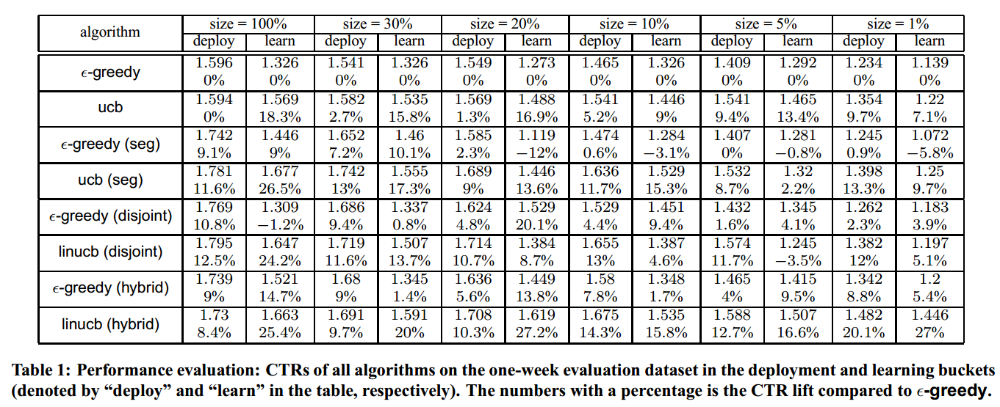 algorithm size = 100% size = 30% size = 20% size = 10% size = 5% size = 1%
deploy learn deploy learn deploy learn deploy learn deploy learn deploy learn
ϵ-greedy 1.596 1.326 1.541 1.326 1.549 1.273 1.465 1.326 1.409 1.292 1.234 1.139
0% 0% 0% 0% 0% 0% 0% 0% 0% 0% 0% 0%
ucb 1.594 1.569 1.582 1.535 1.569 1.488 1.541 1.446 1.541 1.465 1.354 1.22
0% 18.3% 2.7% 15.8% 1.3% 16.9% 5.2% 9% 9.4% 13.4% 9.7% 7.1%
ϵ-greedy (seg) 1.742 1.446 1.652 1.46 1.585 1.119 1.474 1.284 1.407 1.281 1.245 1.072
9.1% 9% 7.2% 10.1% 2.3% −12% 0.6% −3.1% 0% −0.8% 0.9% −5.8%
ucb (seg) 1.781 1.677 1.742 1.555 1.689 1.446 1.636 1.529 1.532 1.32 1.398 1.25
11.6% 26.5% 13% 17.3% 9% 13.6% 11.7% 15.3% 8.7% 2.2% 13.3% 9.7%
ϵ-greedy (disjoint) 1.769 1.309 1.686 1.337 1.624 1.529 1.529 1.451 1.432 1.345 1.262 1.183
10.8% −1.2% 9.4% 0.8% 4.8% 20.1% 4.4% 9.4% 1.6% 4.1% 2.3% 3.9%
linucb (disjoint) 1.795 1.647 1.719 1.507 1.714 1.384 1.655 1.387 1.574 1.245 1.382 1.197
12.5% 24.2% 11.6% 13.7% 10.7% 8.7% 13% 4.6% 11.7% −3.5% 12% 5.1%
ϵ-greedy (hybrid) 1.739 1.521 1.68 1.345 1.636 1.449 1.58 1.348 1.465 1.415 1.342 1.2
9% 14.7% 9% 1.4% 5.6% 13.8% 7.8% 1.7% 4% 9.5% 8.8% 5.4%
linucb (hybrid) 1.73 1.663 1.691 1.591 1.708 1.619 1.675 1.535 1.588 1.507 1.482 1.446
8.4% 25.4% 9.7% 20% 10.3% 27.2% 14.3% 15.8% 12.7% 16.6% 20.1% 27%
Table 1: Performance evaluation: CTRs of all algorithms on the one-week evaluation dataset in the deployment and learning buckets
(denoted by “deploy” and “learn” in the table, respectively). The numbers with a percentage is the CTR lift compared to ϵ-greedy.